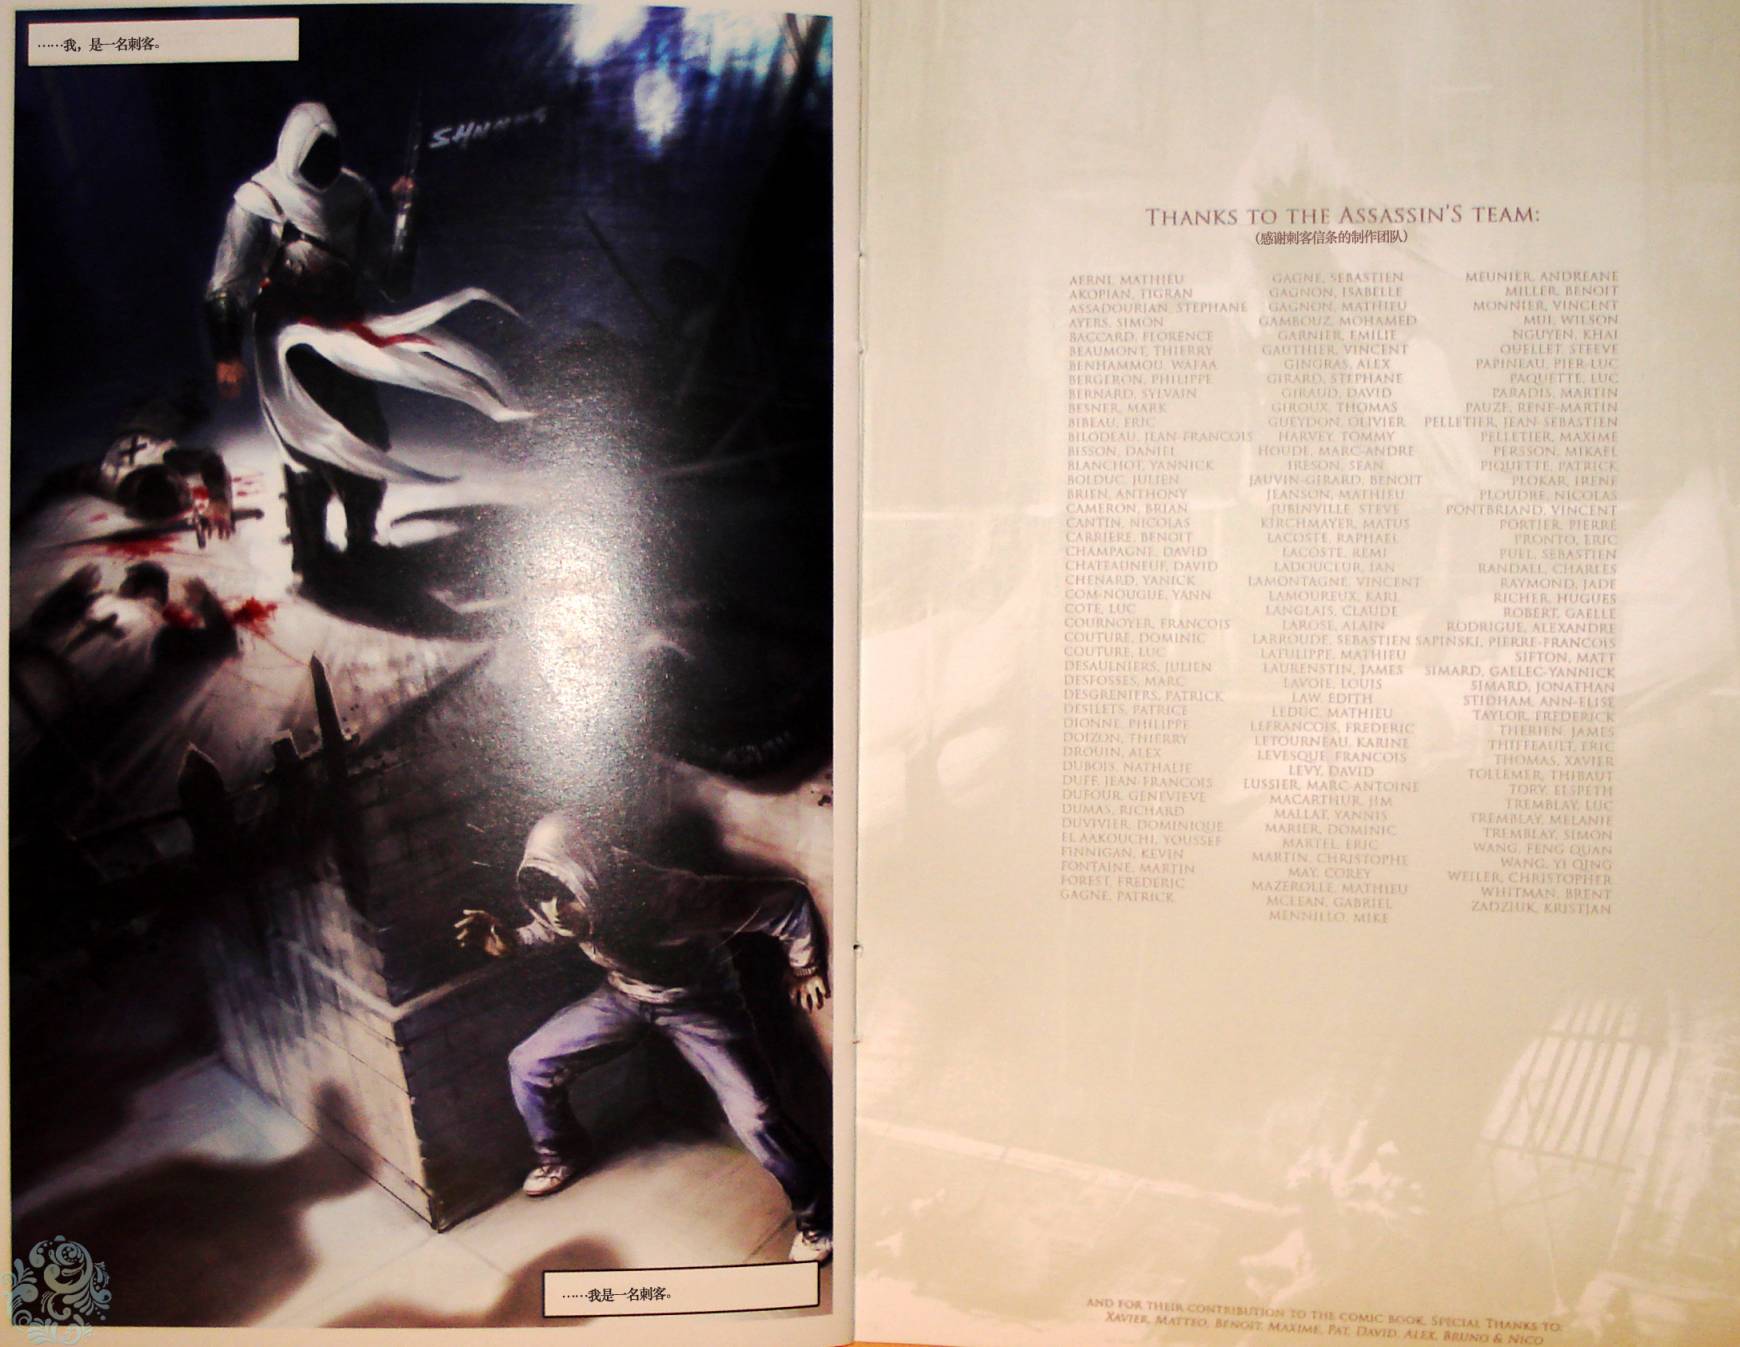 ……我，是一名刺客。
……我是一名刺客。
THANKS TO THE ASSASSIN'S TEAM:
(感谢刺客信条的制作团队)
AERNI, MATHIEU
AKOPIAN, TIGRAN
ASSADOURIAN, STEPHANE
AYERS, SIMON
BACCARD, FLORENCE
BEAUMONT, THIERRY
BENHAMMOU, WAFAA
BERGERON, PHILIPPE
BERNARD, SYLVAIN
BESNER, MARK
BIBEAU, ERIC
BILODEAU, JEAN-FRANCOIS
BISSON, DANIEL
BLANCHOT, YANNICK
BOLDUC, JULIEN
BRIEN, ANTHONY
CAMERON, BRIAN
CANTIN, NICOLAS
CARRIERE, BENOIT
CHAMPAGNE, DAVID
CHATEAUNEUF, DAVID
CHENARD, YANICK
COM-NOUGUE, YANN
COTE, LUC
COURNOYER, FRANCOIS
COUTURE, DOMINIC
COUTURE, LUC
DESAULNIERS, JULIEN
DESFOSSES, MARC
DESGRENIERS, PATRICK
DESILETS, PATRICE
DIONNE, PHILIPPE
DOIZON, THIERRY
DROUIN, ALEX
DUBOIS, NATHALIE
DUFF, JEAN-FRANCOIS
DUFOUR, GENEVIEVE
DUMAS, RICHARD
DUVIVIER, DOMINIQUE
EL AAKOUCHI, YOUSSEF
FINNIGAN, KEVIN
FONTAINE, MARTIN
FOREST, FREDERIC
GAGNE, PATRICK
GAGNE, SEBASTIEN
GAGNON, ISABELLE
GAGNON, MATHIEU
GAMBOUZ, MOHAMED
GARNIER, EMILIE
GAUTHIER, VINCENT
GINGRAS, ALEX
GIRARD, STEPHANE
GIRAUD, DAVID
GIROUX, THOMAS
GUEYDON, OLIVIER
HARVEY, TOMMY
HOUDE, MARC-ANDRE
IRESON, SEAN
JAUVIN-GIRARD, BENOIT
JEANSON, MATHIEU
JUBINVILLE, STEVE
KIRCHMAYER, MATUS
LACOSTE, RAPHAEL
LACOSTE, REMI
LADOUCEUR, IAN
LAMONTAGNE, VINCENT
LAMOUREUX, KARL
LANGLAIS, CLAUDE
LAROSE, ALAIN
LARROUDE, SEBASTIEN
LATULIPPE, MATHIEU
LAURENSTIN, JAMES
LAVOIE, LOUIS
LAW, EDITH
LEDUC, MATHIEU
LEFRANCOIS, FREDERIC
LETOURNEAU, KARINE
LEVESQUE, FRANCOIS
LEVY, DAVID
LUSSIER, MARC-ANTOINE
MACARTHUR, JIM
MALLAT, YANNIS
MARIER, DOMINIC
MARTEL, ERIC
MARTIN, CHRISTOPHE
MAY, COREY
MAZEROLLE, MATHIEU
MCLEAN, GABRIEL
MENNILLO, MIKE
MEUNIER, ANDREANE
MILLER, BENOIT
MONNIER, VINCENT
MUI, WILSON
NGUYEN, KHAI
OUELLET, STEEVE
PAPINEAU, PIER-LUC
PAQUETTE, LUC
PARADIS, MARTIN
PAUZE, RENE-MARTIN
PELLETIER, JEAN-SEBASTIEN
PELLETIER, MAXIME
PERSSON, MIKAEL
PIQUETTE, PATRICK
PLOKAR, IRENE
PLOUDRE, NICOLAS
PONTBRIAND, VINCENT
PORTIER, PIERRE
PRONTO, ERIC
PUEL, SEBASTIEN
RANDALL, CHARLES
RAYMOND, JADE
RICHER, HUGUES
ROBERT, GAELLE
RODRIGUE, ALEXANDRE
SAPINSKI, PIERRE-FRANCOIS
SIFTON, MATT
SIMARD, GAELEC-YANNICK
SIMARD, JONATHAN
STIDHAM, ANN-ELISE
TAYLOR, FREDERICK
THERIEN, JAMES
THIFFEAULT, ERIC
THOMAS, XAVIER
TOLLEMER, THIBAUT
TORY, ELSPETH
TREMBLAY, LUC
TREMBLAY, MELANIE
TREMBLAY, SIMON
WANG, FENG QUAN
WANG, YI QING
WEILER, CHRISTOPHER
WHITMAN, BRENT
ZADZIUK, KRISTJAN
AND FOR THEIR CONTRIBUTION TO THE COMIC BOOK, SPECIAL THANKS TO:
XAVIER, MATTEO, BENOIT, MAXIME, PAT, DAVID, ALEX, BRUNO & NICO